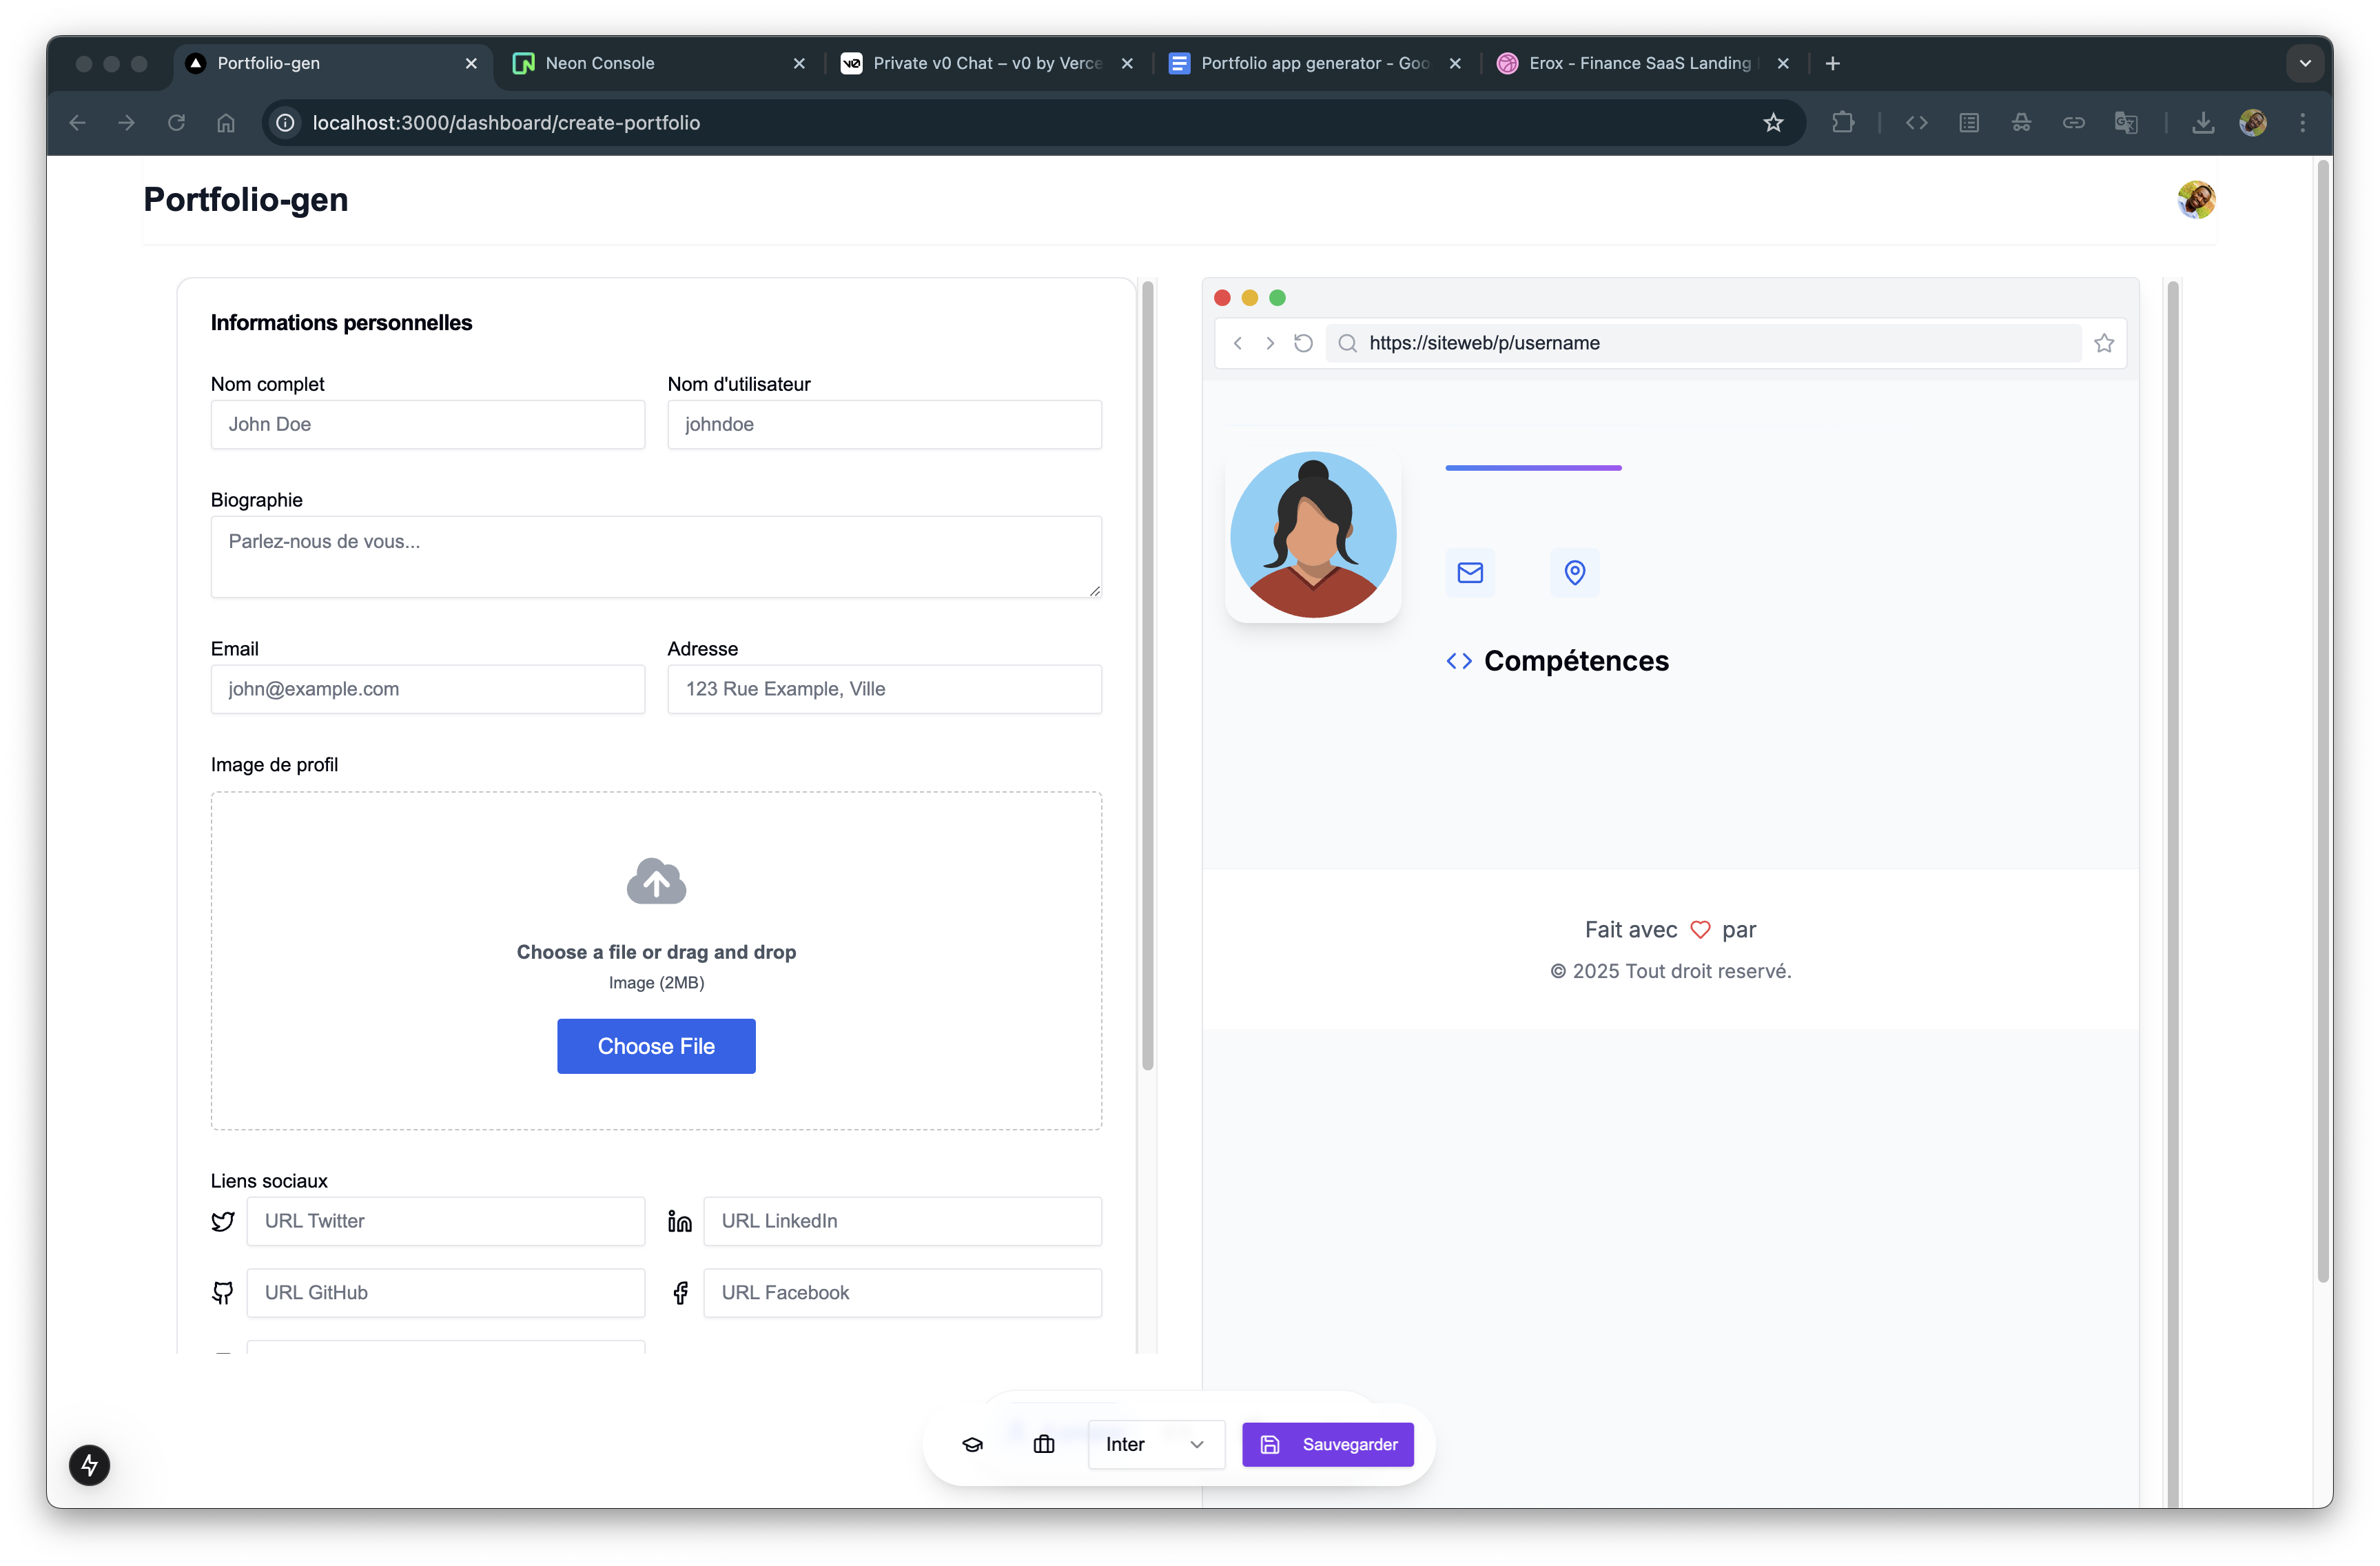 Portfolio-gen
Neon Console
Private v0 Chat – v0 by Verce
Portfolio app generator - Goo
Erox - Finance SaaS Landing
localhost:3000/dashboard/create-portfolio
Portfolio-gen
Informations personnelles
Nom complet
Nom d'utilisateur
John Doe
johndoe
Biographie
Parlez-nous de vous...
Email
Adresse
john@example.com
123 Rue Example, Ville
Image de profil
Choose a file or drag and drop
Image (2MB)
Choose File
Liens sociaux
URL Twitter
URL LinkedIn
URL GitHub
URL Facebook
https://siteweb/p/username
Compétences
Fait avec par
© 2025 Tout droit reservé.
Inter
Sauvegarder